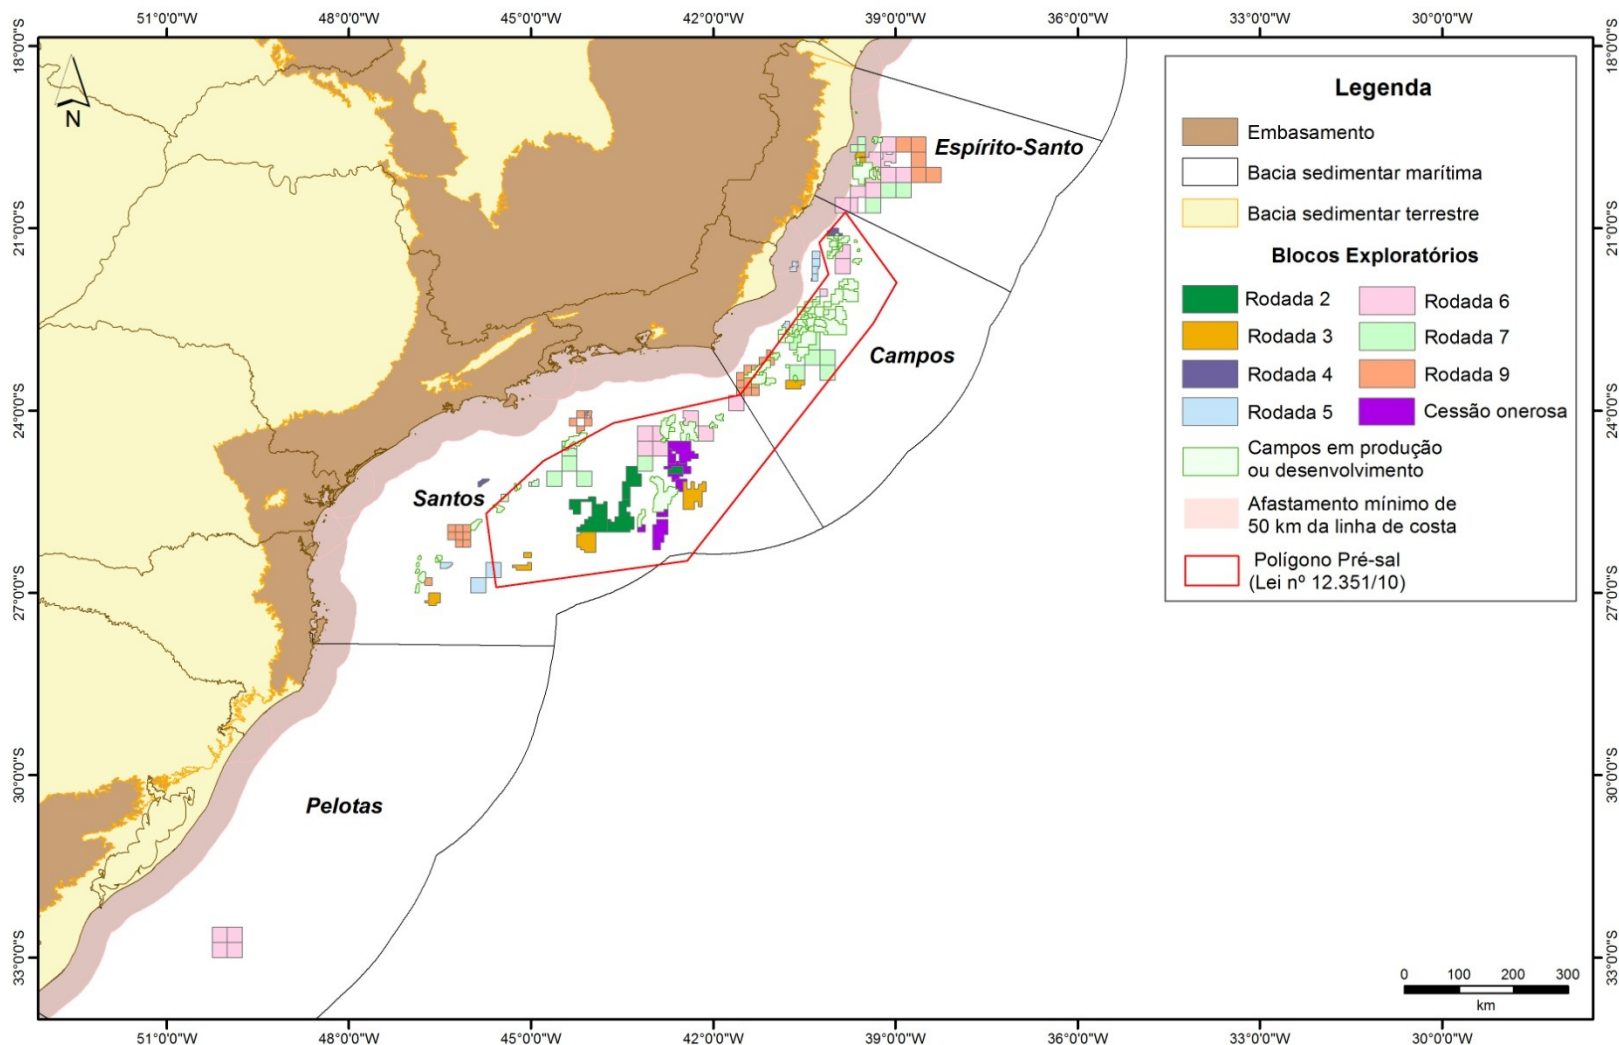 51°0'0"W 48°0'0"W 45°0'0"W 42°0'0"W 39°0'0"W 36°0'0"W 33°0'0"W 30°0'0"W
18°0'0"S 18°0'0"S
N
Legenda
Embasamento
Bacia sedimentar marítima
Bacia sedimentar terrestre
Blocos Exploratórios
Rodada 2 Rodada 6
Rodada 3 Rodada 7
Rodada 4 Rodada 9
Rodada 5 Cessão onerosa
Campos em produção
ou desenvolvimento
Afastamento mínimo de
50 km da linha de costa
Polígono Pré-sal
(Lei nº 12.351/10)
Espírito-Santo
21°0'0"S 21°0'0"S
Campos
24°0'0"S 24°0'0"S
Santos
27°0'0"S 27°0'0"S
30°0'0"S 30°0'0"S
Pelotas
33°0'0"S 33°0'0"S
0 100 200 300
km
51°0'0"W 48°0'0"W 45°0'0"W 42°0'0"W 39°0'0"W 36°0'0"W 33°0'0"W 30°0'0"W